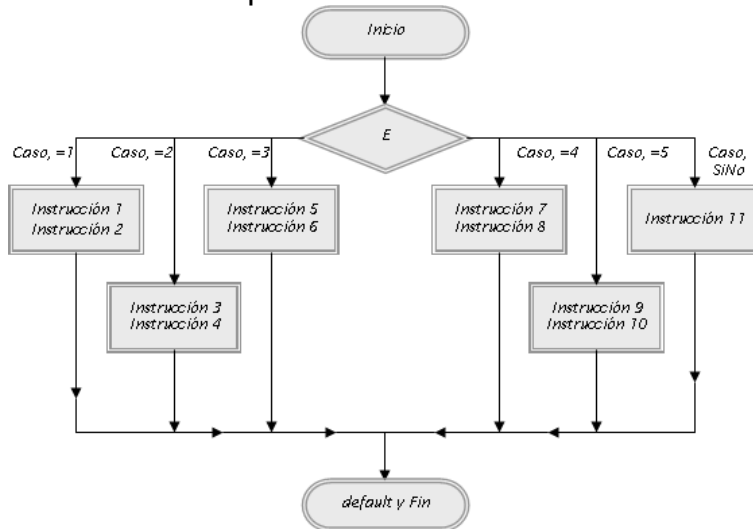 Inicio
E
Caso, =1
Caso, =2
Caso, =3
Caso, =4
Caso, =5
Caso,
SiNo
Instrucción 1
Instrucción 2
Instrucción 5
Instrucción 6
Instrucción 7
Instrucción 8
Instrucción 11
Instrucción 3
Instrucción 4
Instrucción 9
Instrucción 10
default y Fin